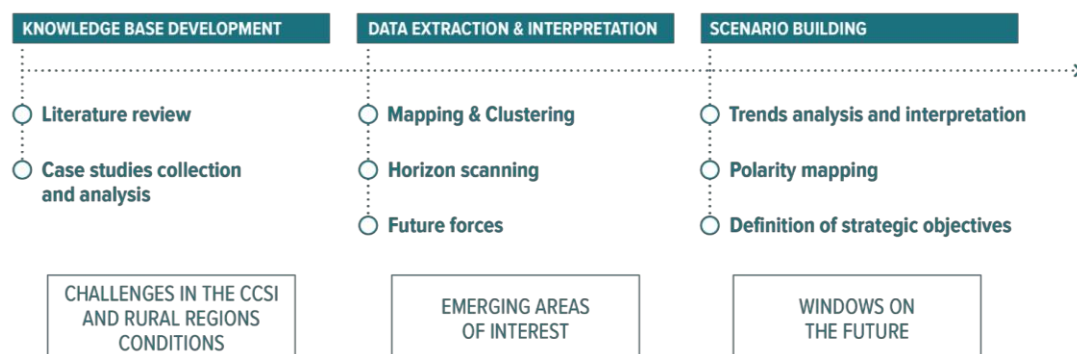 KNOWLEDGE BASE DEVELOPMENT
Literature review
Case studies collection
and analysis
CHALLENGES IN THE CCSI
AND RURAL REGIONS
CONDITIONS
DATA EXTRACTION & INTERPRETATION
Mapping & Clustering
Horizon scanning
Future forces
EMERGING AREAS
OF INTEREST
SCENARIO BUILDING
Trends analysis and interpretation
Polarity mapping
Definition of strategic objectives
WINDOWS ON
THE FUTURE